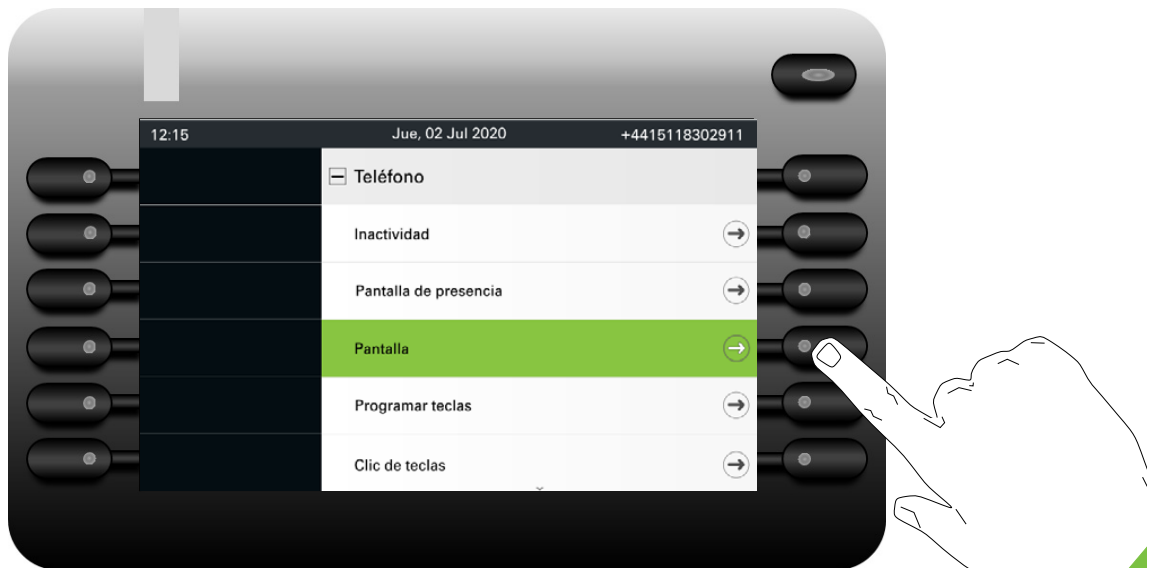 12:15 Jue, 02 Jul 2020 +4415118302911
Teléfono
Inactividad
Pantalla de presencia
Pantalla
Programar teclas
Clic de teclas